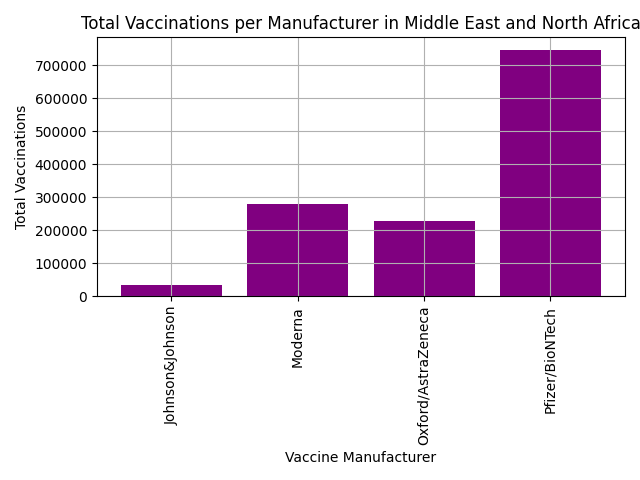 Total Vaccinations per Manufacturer in Middle East and North Africa
700000
600000
500000
400000
300000
200000
100000
0
Total Vaccinations
Johnson&Johnson
Moderna
Oxford/AstraZeneca
Pfizer/BioNTech
Vaccine Manufacturer